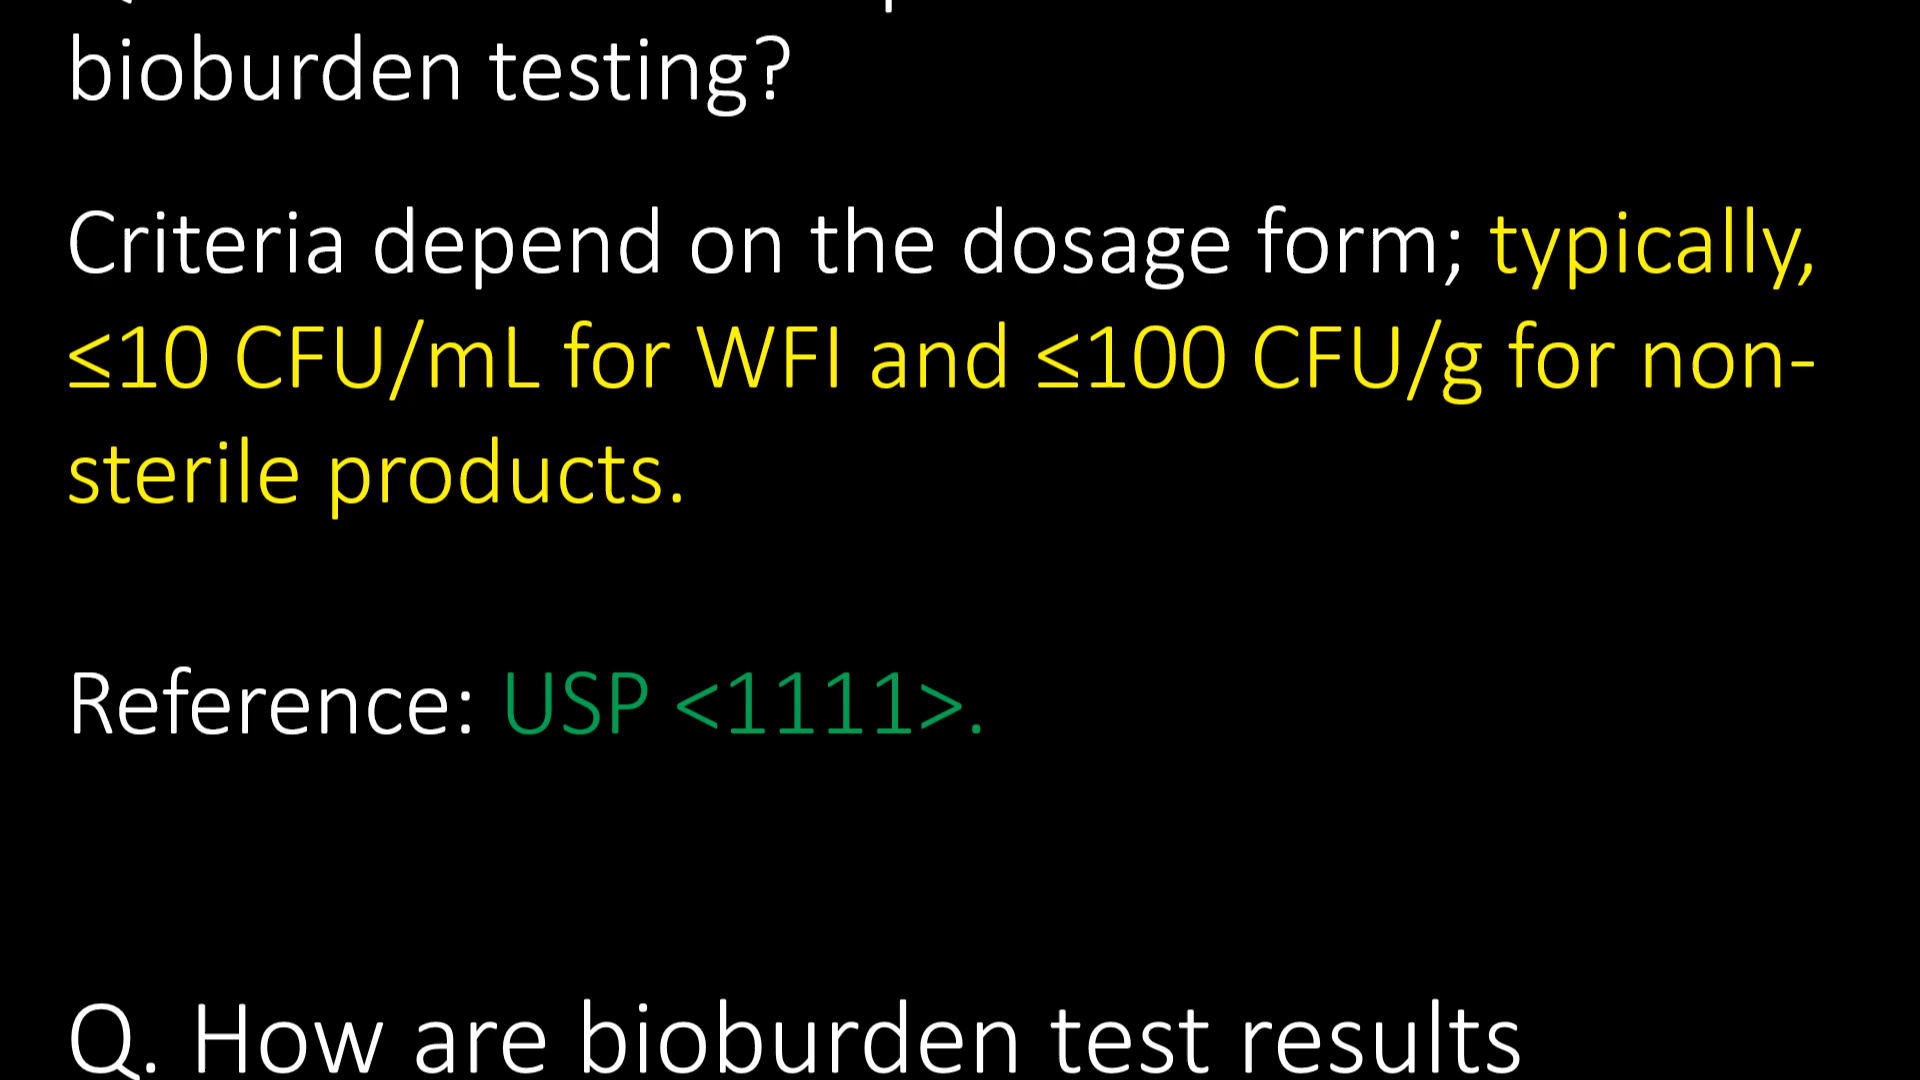 bioburden testing?
Criteria depend on the dosage form; typically,
≤10 CFU/mL for WFI and ≤100 CFU/g for non-
sterile products.
Reference: USP <1111>.
Q. How are bioburden test results